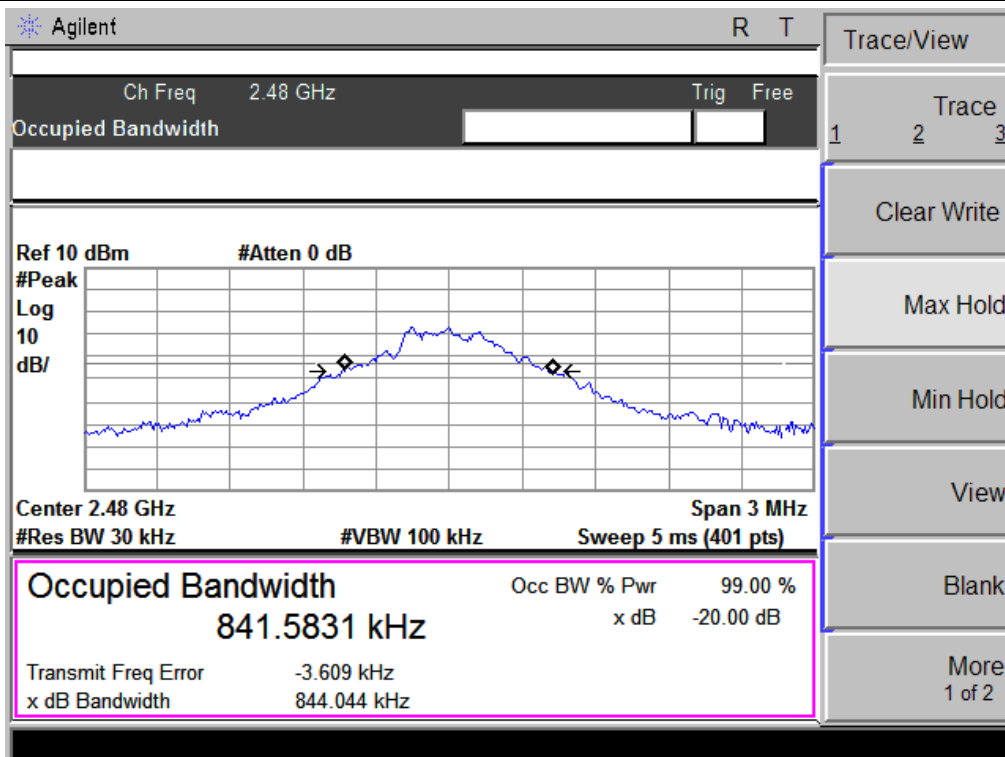 Agilent R T
Ch Freq 2.48 GHz Trig Free
Occupied Bandwidth
Ref 10 dBm #Atten 0 dB
#Peak
Log
10
dB/
Center 2.48 GHz Span 3 MHz
#Res BW 30 kHz #VBW 100 kHz Sweep 5 ms (401 pts)
Occupied Bandwidth Occ BW % Pwr 99.00 %
841.5831 kHz x dB -20.00 dB
Transmit Freq Error -3.609 kHz
x dB Bandwidth 844.044 kHz
Trace/View
Trace
1 2 3
Clear Write
Max Hold
Min Hold
View
Blank
More
1 of 2